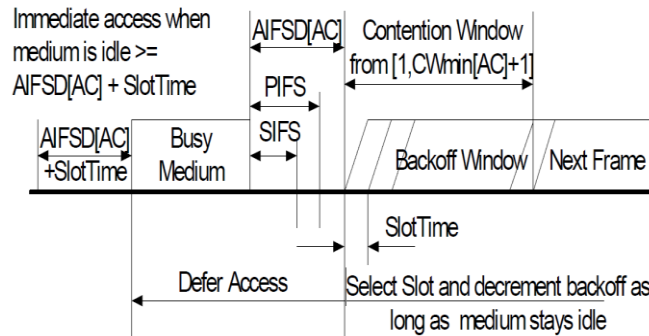 Immediate access when
medium is idle >=
AIFSD[AC] + SlotTime
AIFSD[AC]
+SlotTime
Busy
Medium
AIFSD[AC]
PIFS
SIFS
Contention Window
from [1,CWmin[AC]+1]
Backoff Window
Next Frame
SlotTime
Defer Access
Select Slot and decrement backoff as
long as medium stays idle